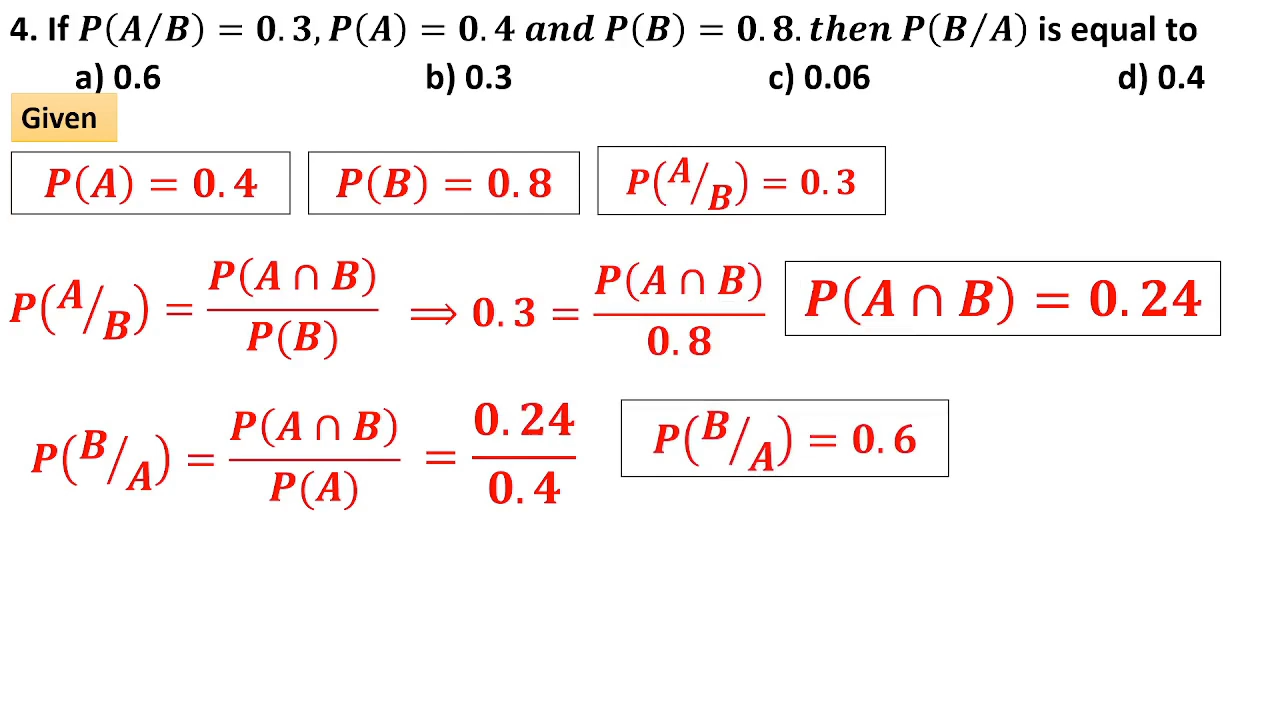 4. If P(A/B) = 0.3, P(A) = 0.4 and P(B) = 0.8. then P(B/A) is equal to
a) 0.6 b) 0.3 c) 0.06 d) 0.4
Given
P(A) = 0.4 P(B) = 0.8 P(A/B) = 0.3
P(A/B) = P(A ∩ B)/P(B) ⟹ 0.3 = P(A ∩ B)/0.8 P(A ∩ B) = 0.24
P(B/A) = P(A ∩ B)/P(A) = 0.24/0.4 P(B/A) = 0.6